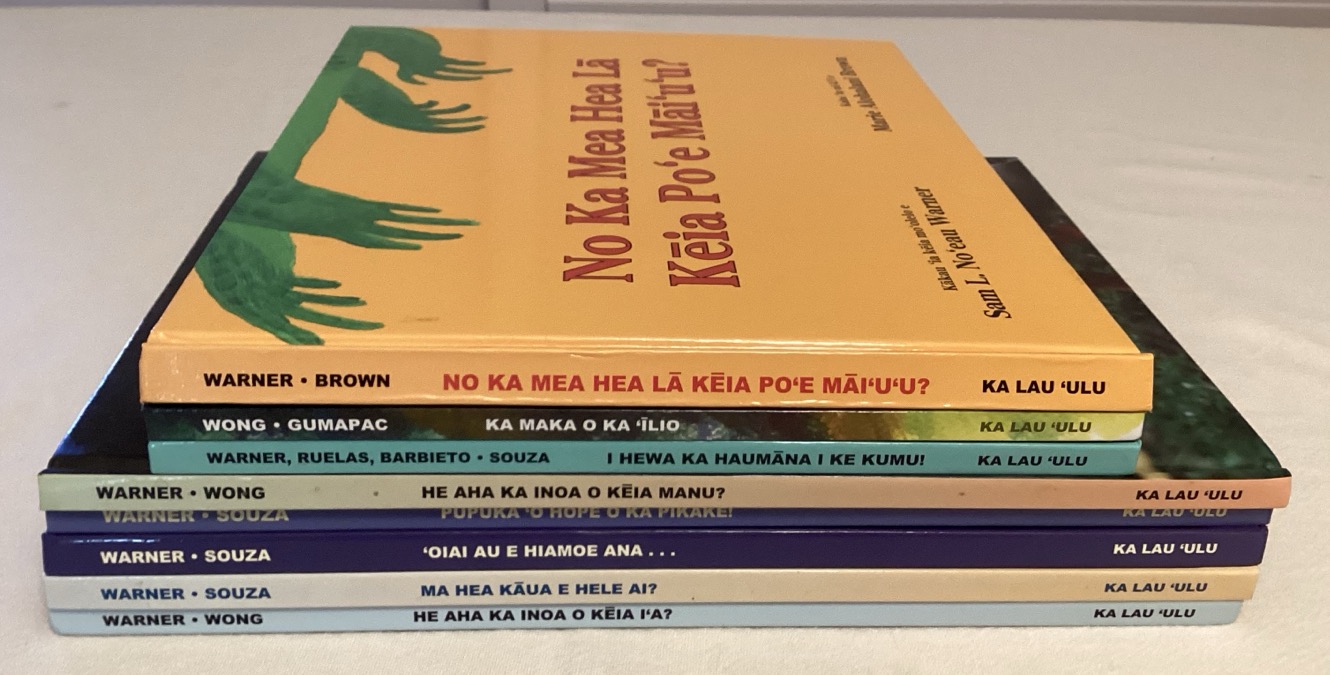 No Ka Mea Hea Lā
Kēia Po‘e Māi‘u‘u?
Kākau ‘ia kēia mo‘olelo e
Sam L. No‘eau Warner
Marie Brown
WARNER • BROWN NO KA MEA HEA LĀ KĒIA PO‘E MĀI‘U‘U? KA LAU ‘ULU
WONG • GUMAPAC KA MAKA O KA ‘ĪLIO KA LAU ‘ULU
WARNER, RUELAS, BARBIETO • SOUZA I HEWA KA HAUMĀNA I KE KUMU! KA LAU ‘ULU
WARNER • WONG HE AHA KA INOA O KĒIA MANU? KA LAU ‘ULU
WARNER • SOUZA PUPUKA ‘O HOPE O KA PIKAKE! KA LAU ‘ULU
WARNER • SOUZA ‘OIAI AU E HIAMOE ANA . . . KA LAU ‘ULU
WARNER • SOUZA MA HEA KĀUA E HELE AI? KA LAU ‘ULU
WARNER • WONG HE AHA KA INOA O KĒIA I‘A? KA LAU ‘ULU